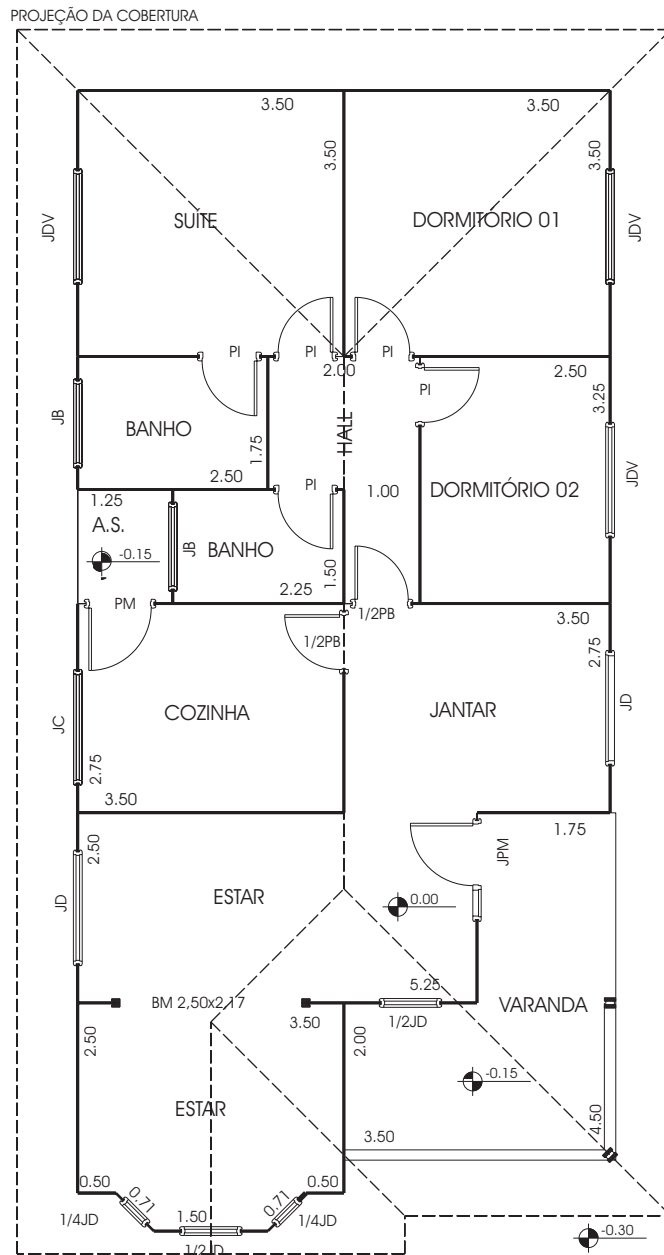 PROJEÇÃO DA COBERTURA
3.50
3.50
3.50
3.50
JDV
SUÍTE
DORMITÓRIO 01
JDV
PI
PI
PI
2.00
2.50
PI
3.25
JB
BANHO
1.75
HALL
2.50
PI
1.00
DORMITÓRIO 02
JDV
1.25
A.S.
JB
BANHO
-0.15
1.50
2.25
PM
1/2PB
3.50
1/2PB
2.75
JC
COZINHA
JANTAR
JD
2.75
3.50
1.75
2.50
JPM
JD
ESTAR
0.00
5.25
BM 2,50x2,17
VARANDA
3.50
1/2JD
2.50
2.00
-0.15
ESTAR
4.50
3.50
0.50
0.50
0.71
0.71
1/4JD
1.50
1/4JD
1/2JD
-0.30